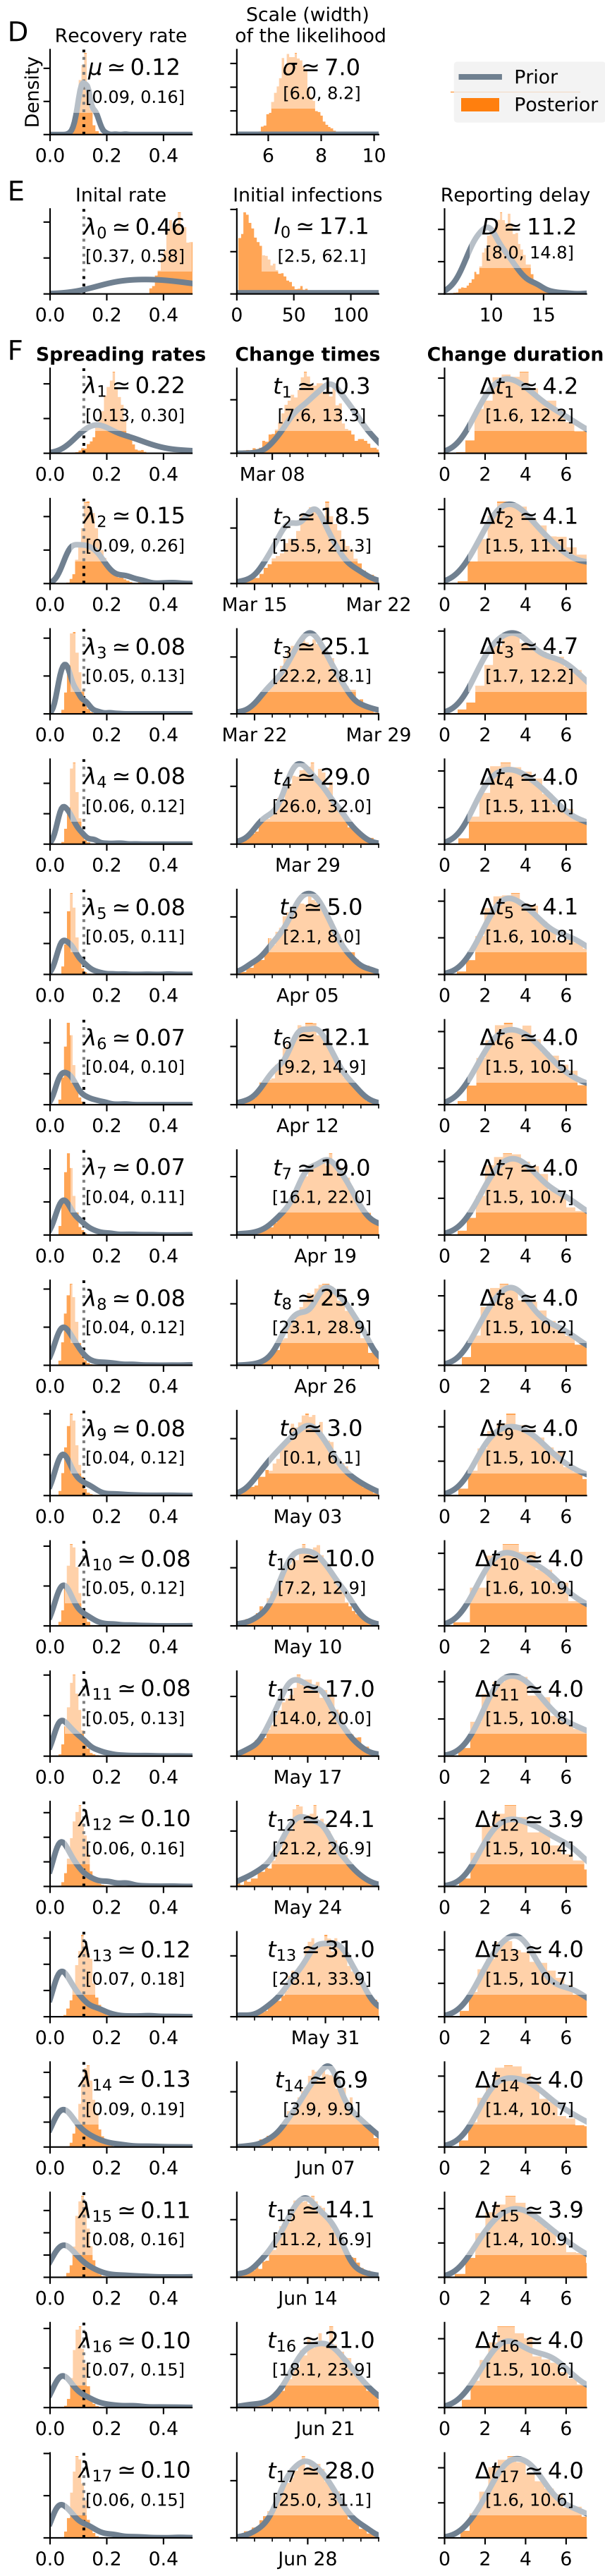 D
Recovery rate
Scale (width)
of the likelihood
Density
μ ≃ 0.12
[0.09, 0.16]
0.0 0.2 0.4
σ ≃ 7.0
[6.0, 8.2]
6 8 10
Prior
Posterior
E
Inital rate
λ0 ≃ 0.46
[0.37, 0.58]
0.0 0.2 0.4
Initial infections
I0 ≃ 17.1
[2.5, 62.1]
0 50 100
Reporting delay
D ≃ 11.2
[8.0, 14.8]
10 15
F
Spreading rates Change times Change duration
λ1 ≃ 0.22 t1 ≃ 10.3 Δt1 ≃ 4.2
[0.13, 0.30] [7.6, 13.3] [1.6, 12.2]
0.0 0.2 0.4 Mar 08 2 4 6 0
λ2 ≃ 0.15 t2 ≃ 18.5 Δt2 ≃ 4.1
[0.09, 0.26] [15.5, 21.3] [1.5, 11.1]
0.0 0.2 0.4 Mar 15 Mar 22 0 2 4 6
λ3 ≃ 0.08 t3 ≃ 25.1 Δt3 ≃ 4.7
[0.05, 0.13] [22.2, 28.1] [1.7, 12.2]
0.0 0.2 0.4 Mar 22 Mar 29 0 2 4 6
λ4 ≃ 0.08 t4 ≃ 29.0 Δt4 ≃ 4.0
[0.06, 0.12] [26.0, 32.0] [1.5, 11.0]
0.0 0.2 0.4 Mar 29 0 2 4 6
λ5 ≃ 0.08 t5 ≃ 5.0 Δt5 ≃ 4.1
[0.05, 0.11] [2.1, 8.0] [1.6, 10.8]
0.0 0.2 0.4 Apr 05 0 2 4 6
λ6 ≃ 0.07 t6 ≃ 12.1 Δt6 ≃ 4.0
[0.04, 0.10] [9.2, 14.9] [1.5, 10.5]
0.0 0.2 0.4 Apr 12 0 2 4 6
λ7 ≃ 0.07 t7 ≃ 19.0 Δt7 ≃ 4.0
[0.04, 0.11] [16.1, 22.0] [1.5, 10.7]
0.0 0.2 0.4 Apr 19 0 2 4 6
λ8 ≃ 0.08 t8 ≃ 25.9 Δt8 ≃ 4.0
[0.04, 0.12] [23.1, 28.9] [1.5, 10.2]
0.0 0.2 0.4 Apr 26 0 2 4 6
λ9 ≃ 0.08 t9 ≃ 3.0 Δt9 ≃ 4.0
[0.04, 0.12] [0.1, 6.1] [1.5, 10.7]
0.0 0.2 0.4 May 03 0 2 4 6
λ10 ≃ 0.08 t10 ≃ 10.0 Δt10 ≃ 4.0
[0.05, 0.12] [7.2, 12.9] [1.6, 10.9]
0.0 0.2 0.4 May 10 0 2 4 6
λ11 ≃ 0.08 t11 ≃ 17.0 Δt11 ≃ 4.0
[0.05, 0.13] [14.0, 20.0] [1.5, 10.8]
0.0 0.2 0.4 May 17 0 2 4 6
λ12 ≃ 0.10 t12 ≃ 24.1 Δt12 ≃ 3.9
[0.06, 0.16] [21.2, 26.9] [1.5, 10.4]
0.0 0.2 0.4 May 24 0 2 4 6
λ13 ≃ 0.12 t13 ≃ 31.0 Δt13 ≃ 4.0
[0.07, 0.18] [28.1, 33.9] [1.5, 10.7]
0.0 0.2 0.4 May 31 0 2 4 6
λ14 ≃ 0.13 t14 ≃ 6.9 Δt14 ≃ 4.0
[0.09, 0.19] [3.9, 9.9] [1.4, 10.7]
0.0 0.2 0.4 Jun 07 0 2 4 6
λ15 ≃ 0.11 t15 ≃ 14.1 Δt15 ≃ 3.9
[0.08, 0.16] [11.2, 16.9] [1.4, 10.9]
0.0 0.2 0.4 Jun 14 0 2 4 6
λ16 ≃ 0.10 t16 ≃ 21.0 Δt16 ≃ 4.0
[0.07, 0.15] [18.1, 23.9] [1.5, 10.6]
0.0 0.2 0.4 Jun 21 0 2 4 6
λ17 ≃ 0.10 t17 ≃ 28.0 Δt17 ≃ 4.0
[0.06, 0.15] [25.0, 31.1] [1.6, 10.6]
0.0 0.2 0.4 Jun 28 0 2 4 6